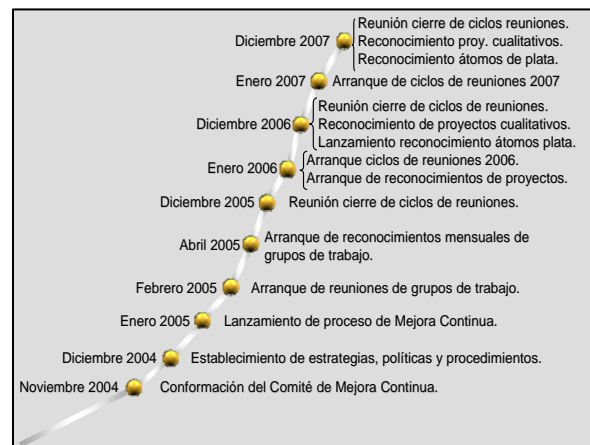 Reunión cierre de ciclos reuniones.
Diciembre 2007 Reconocimiento proy. cualitativos.
Reconocimiento átomos de plata.
Enero 2007 Arranque de ciclos de reuniones 2007
Reunión cierre de ciclos de reuniones.
Diciembre 2006 Reconocimiento de proyectos cualitativos.
Lanzamiento reconocimiento átomos plata.
Arranque ciclos de reuniones 2006.
Enero 2006
Arranque de reconocimientos de proyectos.
Diciembre 2005 Reunión cierre de ciclos de reuniones.
Abril 2005 Arranque de reconocimientos mensuales de
grupos de trabajo.
Febrero 2005 Arranque de reuniones de grupos de trabajo.
Enero 2005 Lanzamiento de proceso de Mejora Continua.
Diciembre 2004 Establecimiento de estrategias, políticas y procedimientos.
Noviembre 2004 Conformación del Comité de Mejora Continua.